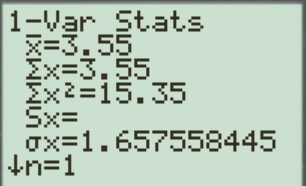 1-Var Stats
x̄=3.55
Σx=3.55
Σx²=15.35
Sx=
σx=1.657558445
↓n=1